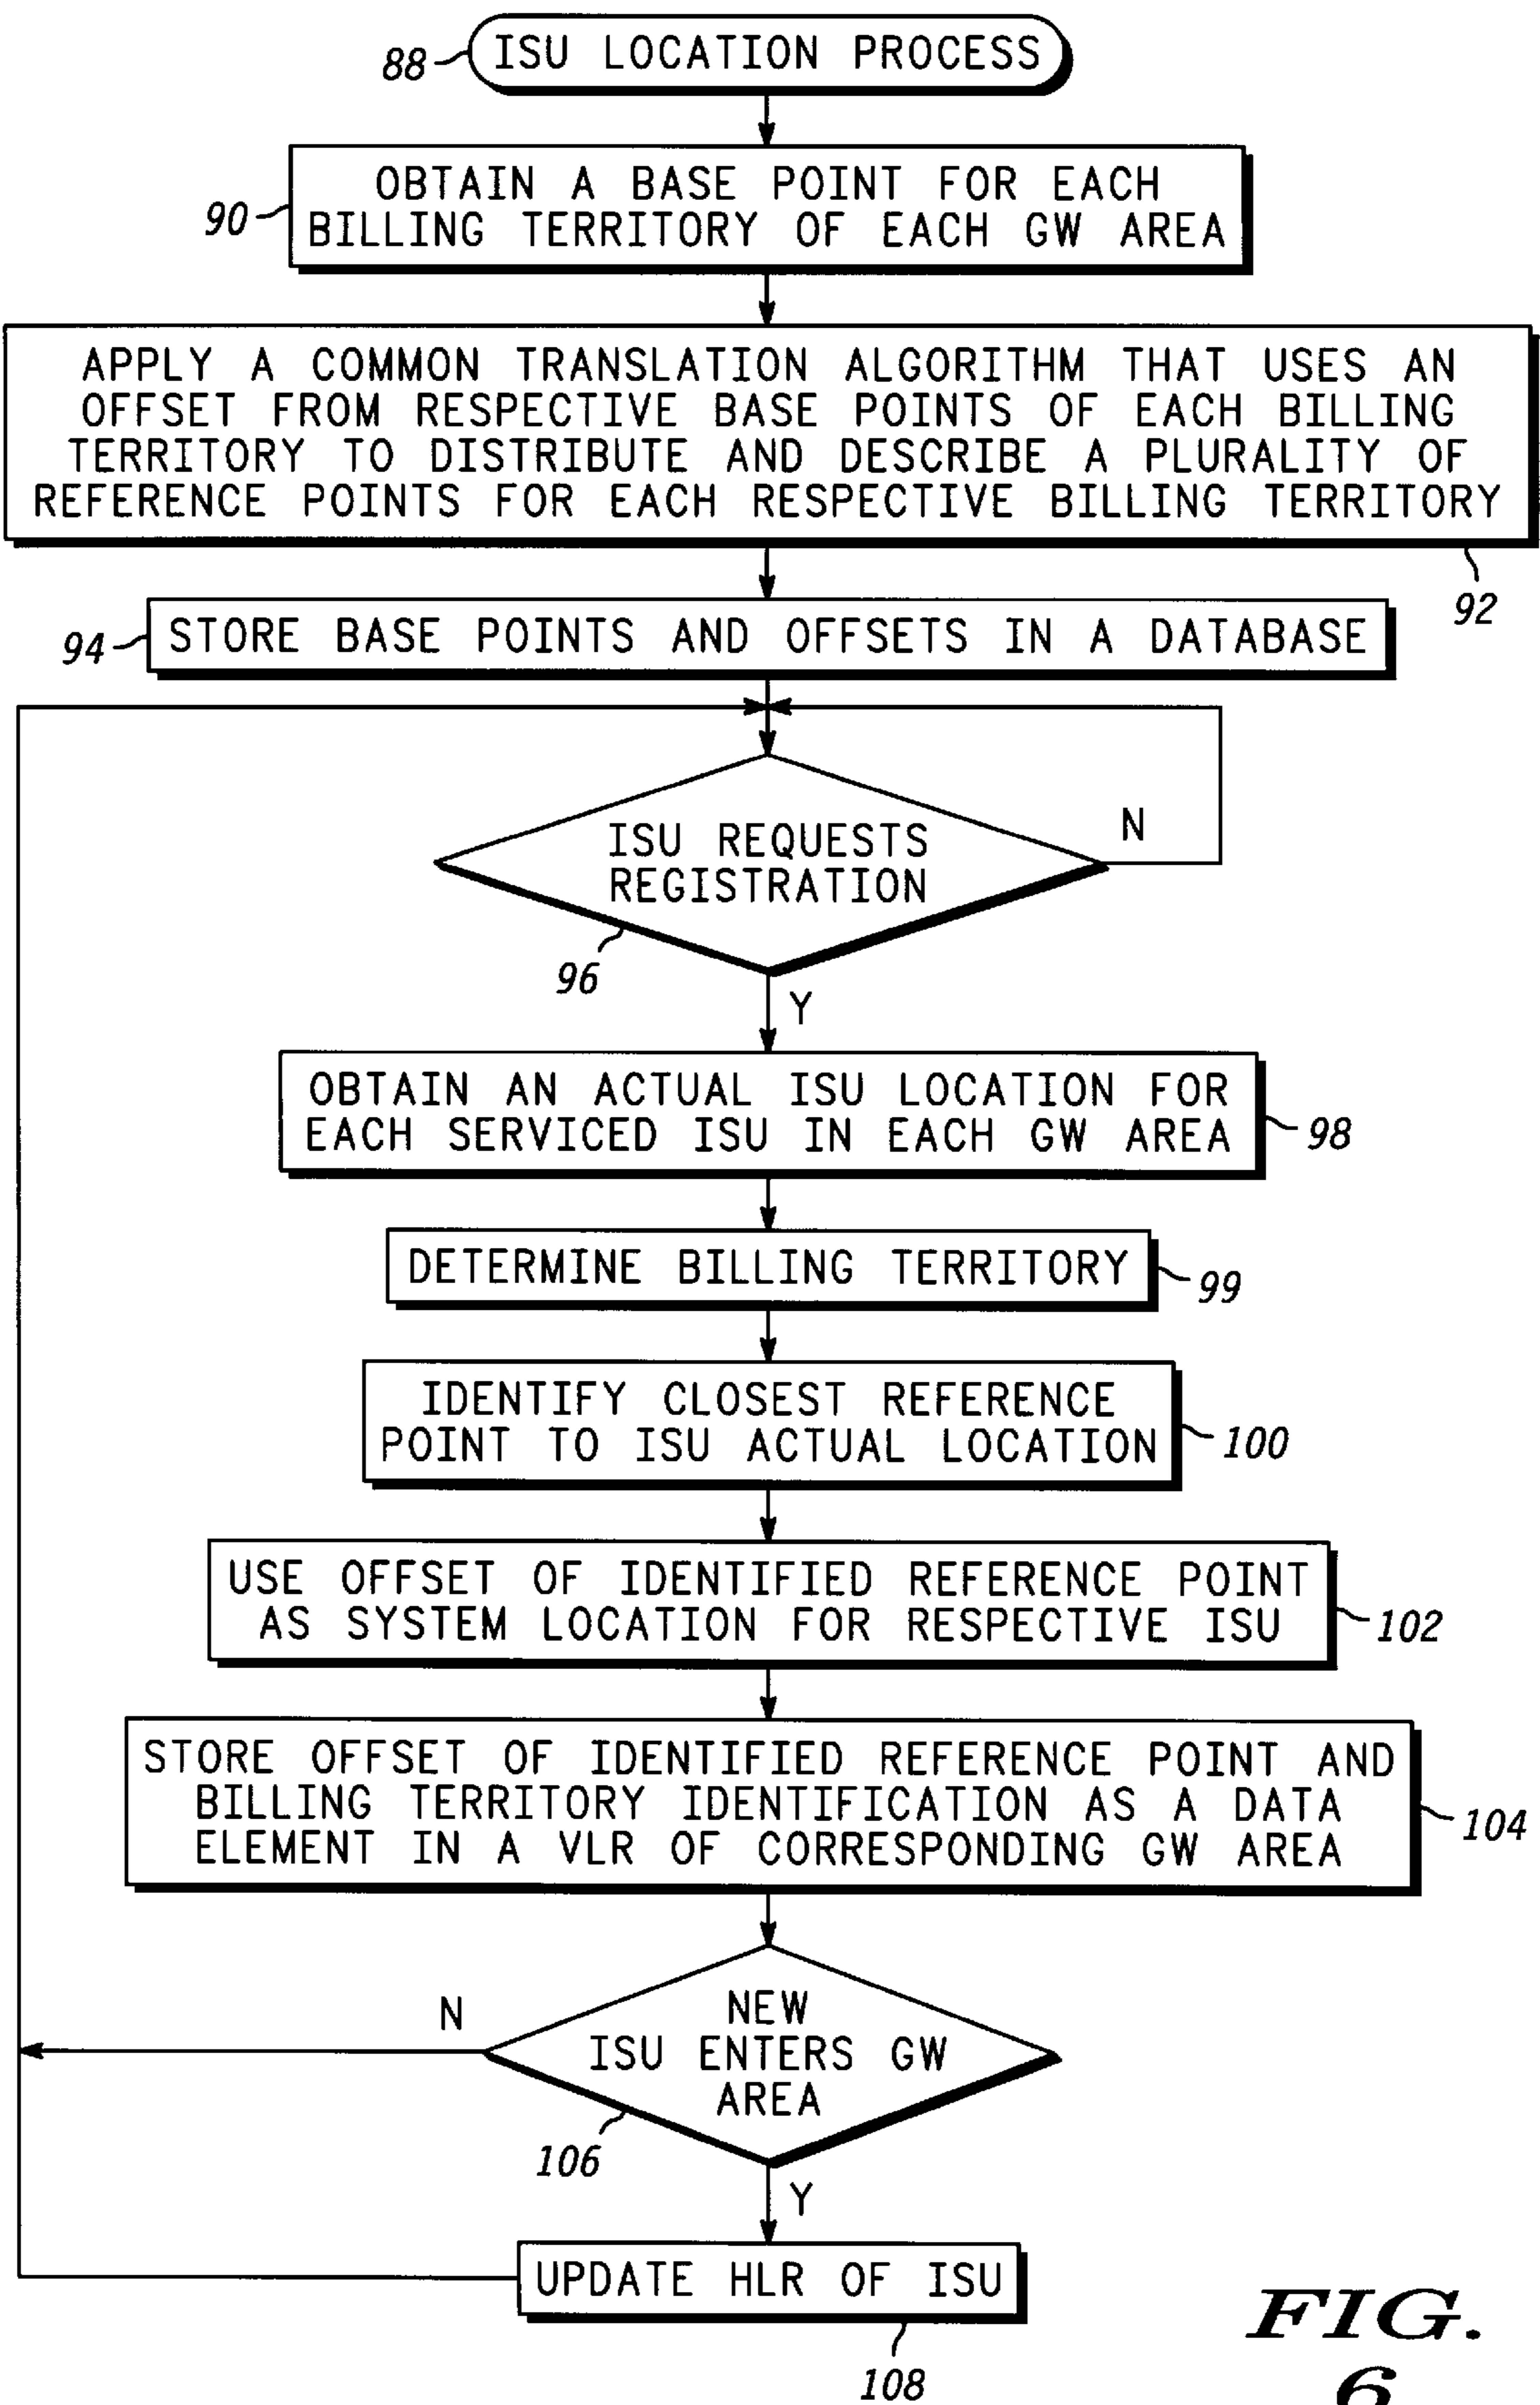 ISU LOCATION PROCESS
88
OBTAIN A BASE POINT FOR EACH
BILLING TERRITORY OF EACH GW AREA
90
APPLY A COMMON TRANSLATION ALGORITHM THAT USES AN
OFFSET FROM RESPECTIVE BASE POINTS OF EACH BILLING
TERRITORY TO DISTRIBUTE AND DESCRIBE A PLURALITY OF
REFERENCE POINTS FOR EACH RESPECTIVE BILLING TERRITORY
92
STORE BASE POINTS AND OFFSETS IN A DATABASE
94
ISU REQUESTS
REGISTRATION
N
96
Y
OBTAIN AN ACTUAL ISU LOCATION FOR
EACH SERVICED ISU IN EACH GW AREA
98
DETERMINE BILLING TERRITORY
99
IDENTIFY CLOSEST REFERENCE
POINT TO ISU ACTUAL LOCATION
100
USE OFFSET OF IDENTIFIED REFERENCE POINT
AS SYSTEM LOCATION FOR RESPECTIVE ISU
102
STORE OFFSET OF IDENTIFIED REFERENCE POINT AND
BILLING TERRITORY IDENTIFICATION AS A DATA
ELEMENT IN A VLR OF CORRESPONDING GW AREA
104
N
NEW
ISU ENTERS GW
AREA
106
Y
UPDATE HLR OF ISU
108
FIG.
6